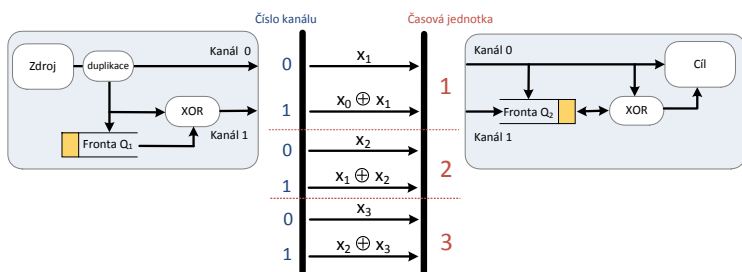 Číslo kanálu
Časová jednotka
Zdroj
duplikace
Kanál 0
XOR
Kanál 1
Fronta Q₁
0
x₁
1
x₀ ⊕ x₁
1
0
x₂
1
x₁ ⊕ x₂
2
0
x₃
1
x₂ ⊕ x₃
3
Kanál 0
Cíl
Fronta Q₂
XOR
Kanál 1